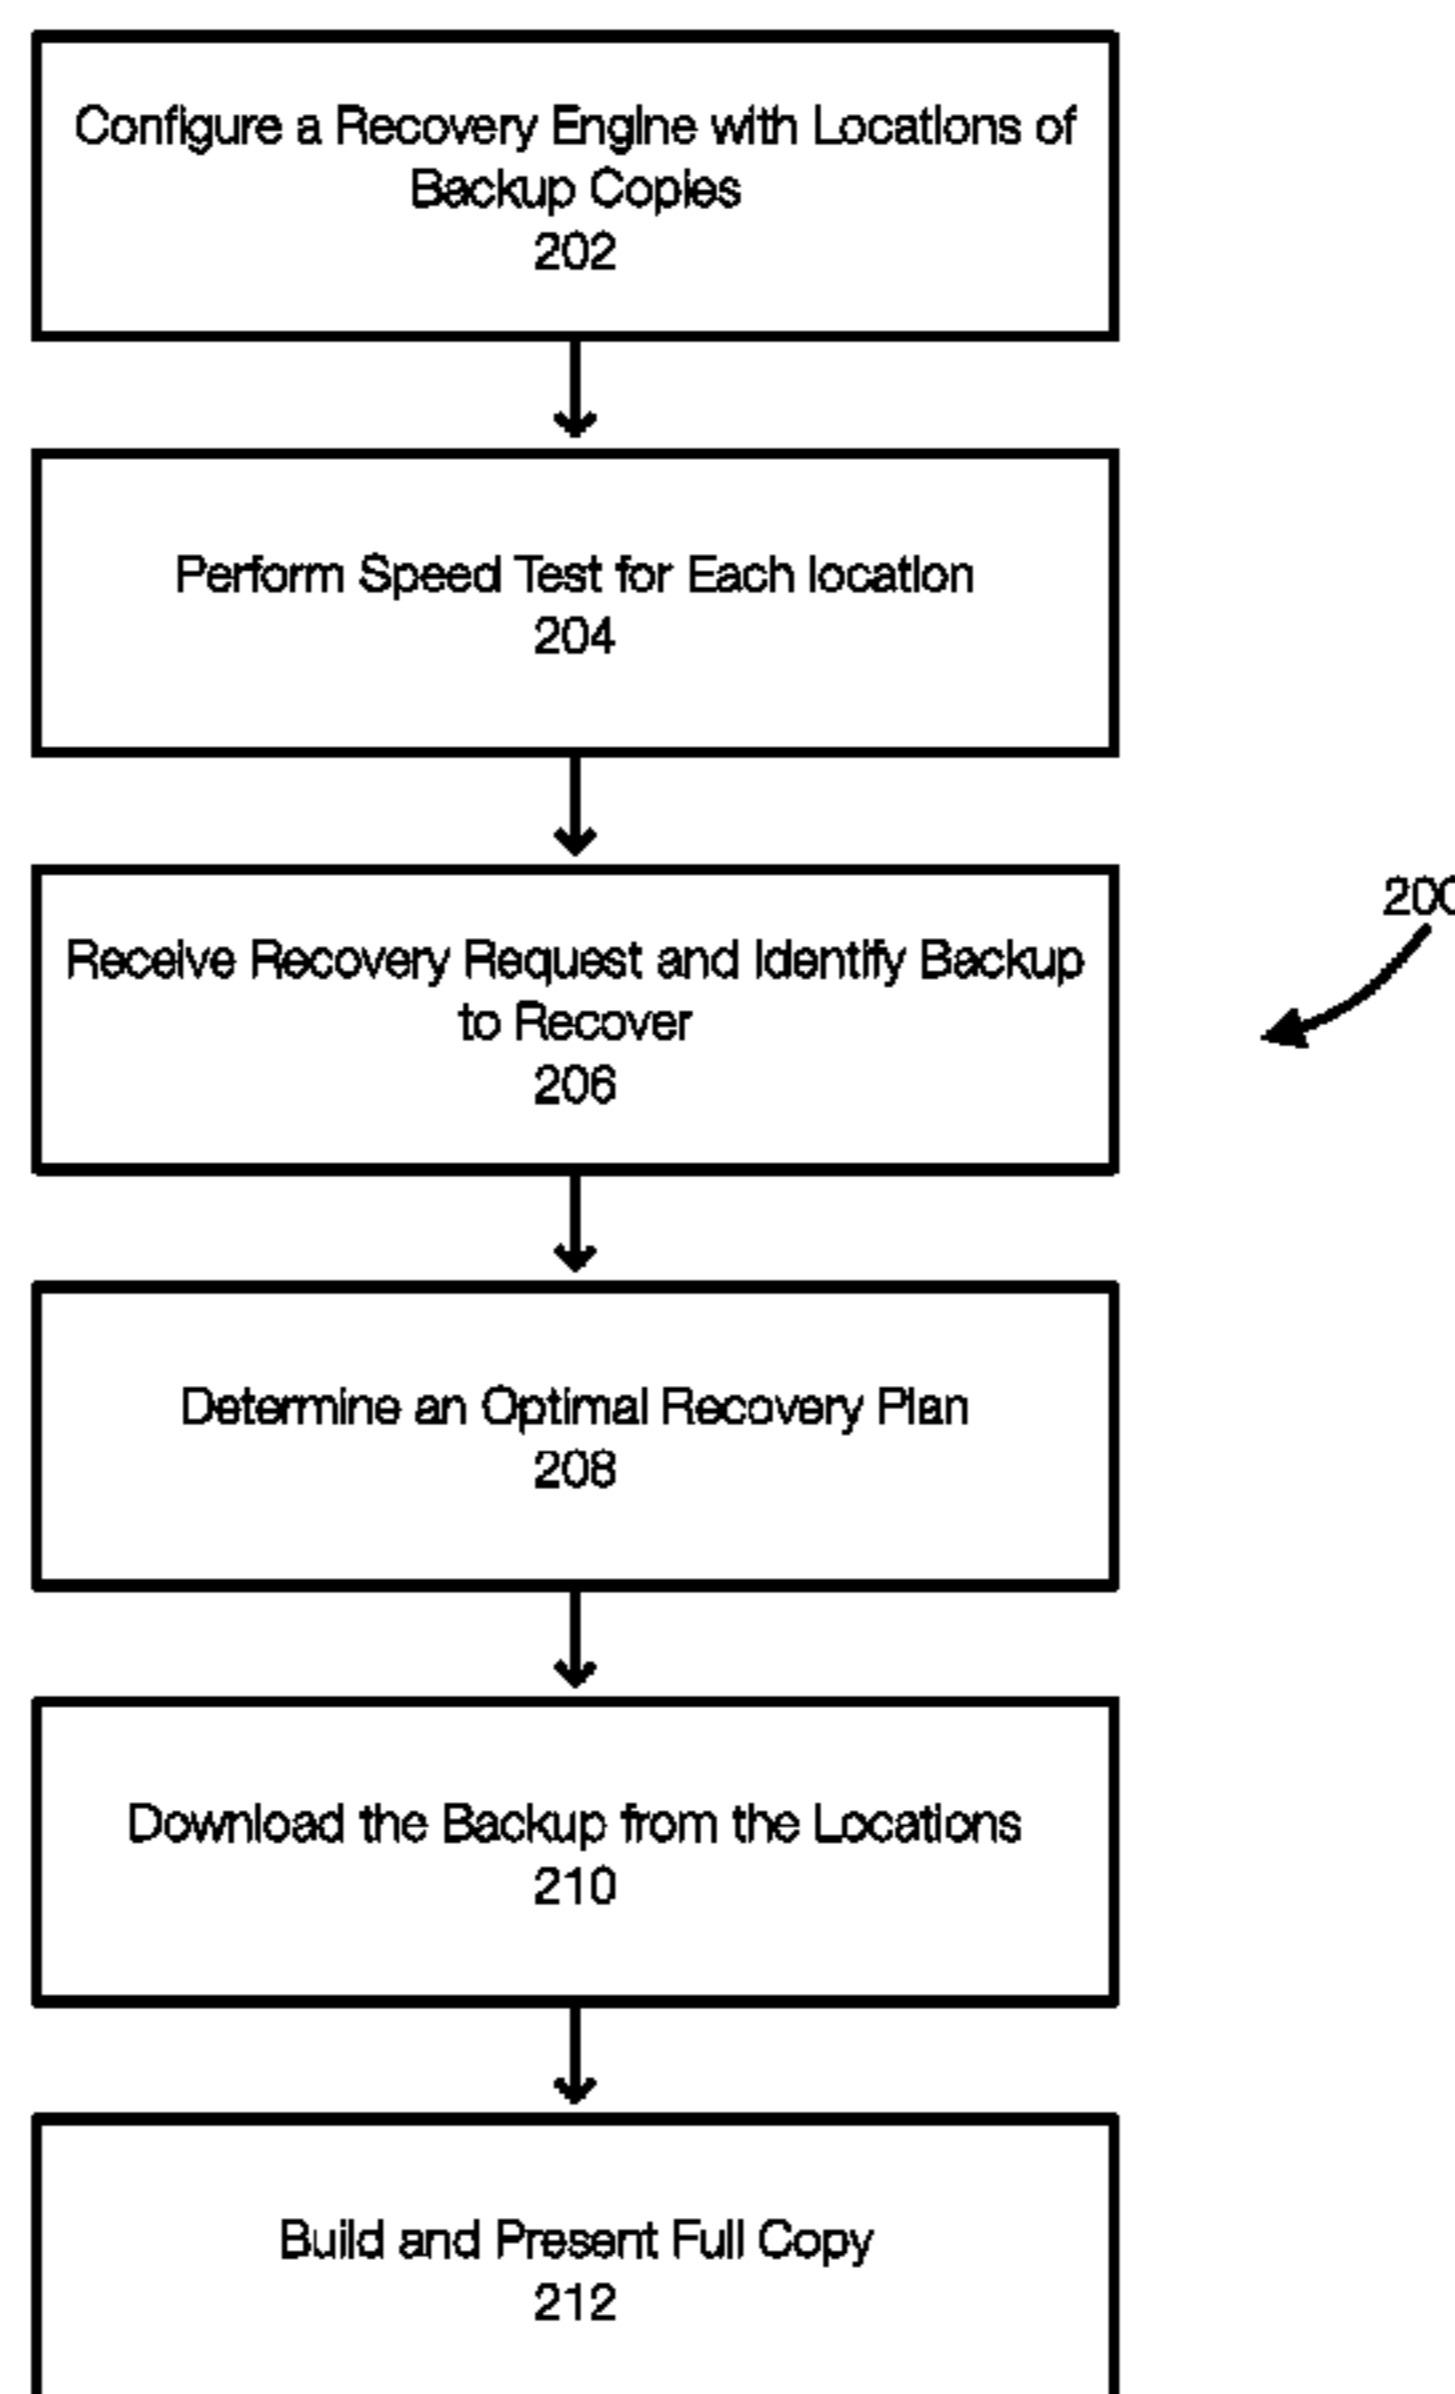 Configure a Recovery Engine with Locations of
Backup Copies
202
Perform Speed Test for Each location
204
Receive Recovery Request and Identify Backup
to Recover
206
200
Determine an Optimal Recovery Plan
208
Download the Backup from the Locations
210
Build and Present Full Copy
212